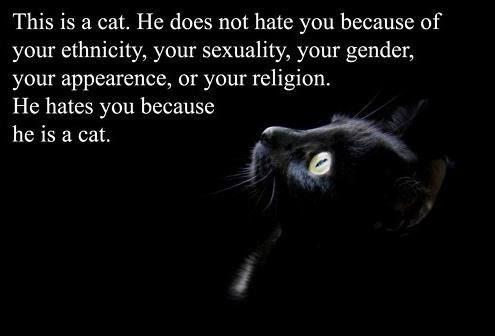 This is a cat. He does not hate you because of
your ethnicity, your sexuality, your gender,
your appearence, or your religion.
He hates you because
he is a cat.